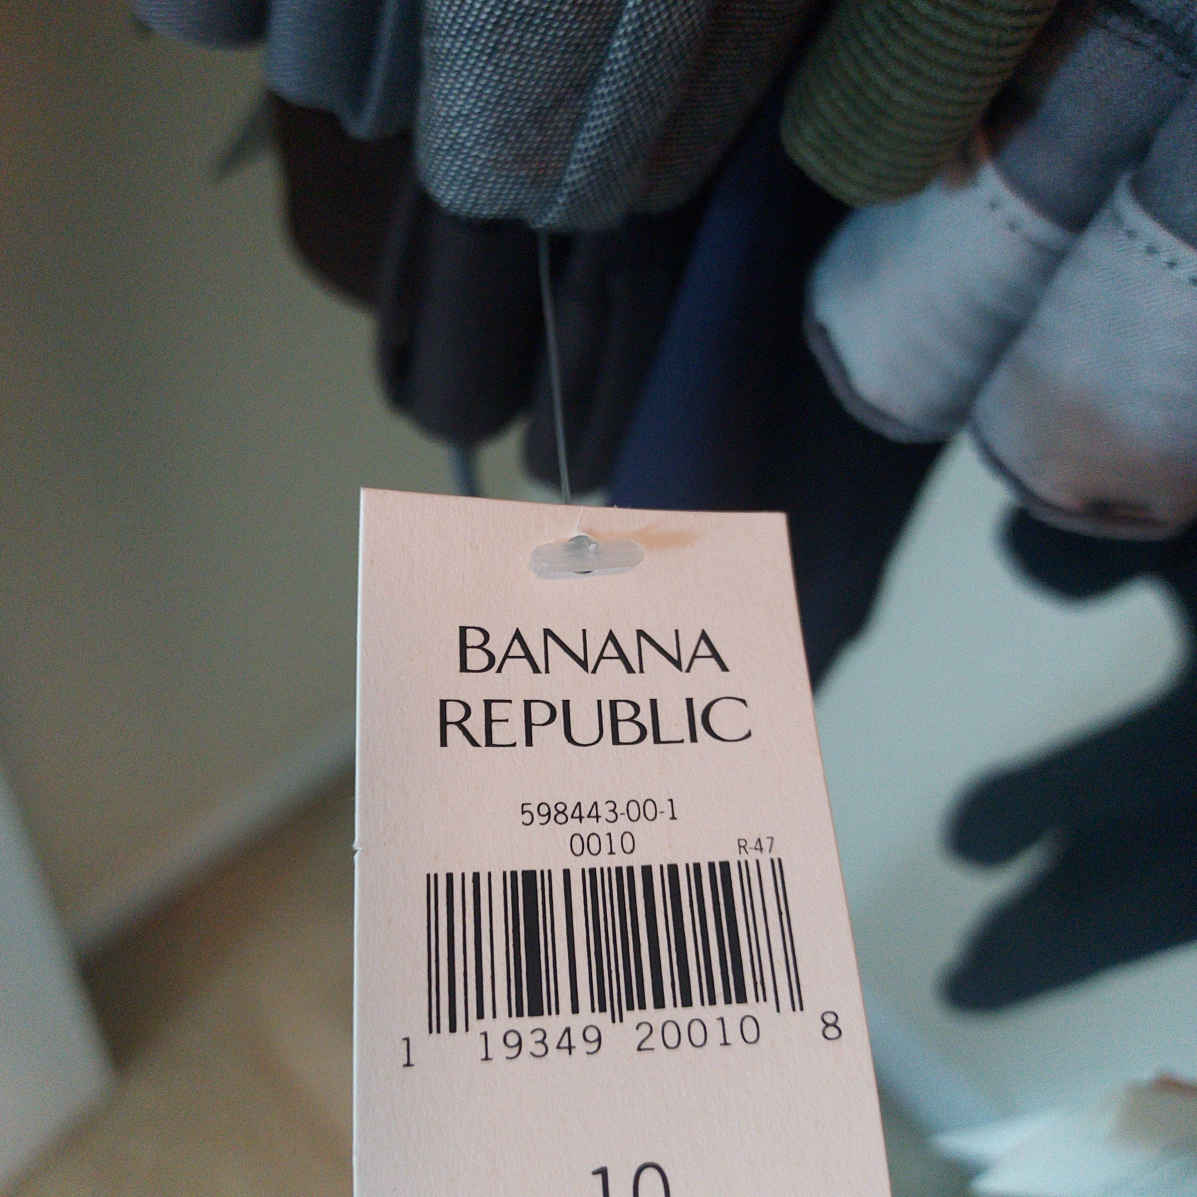 BANANA
REPUBLIC
598443-00-1
0010
R-47
1 19349 20010 8
10